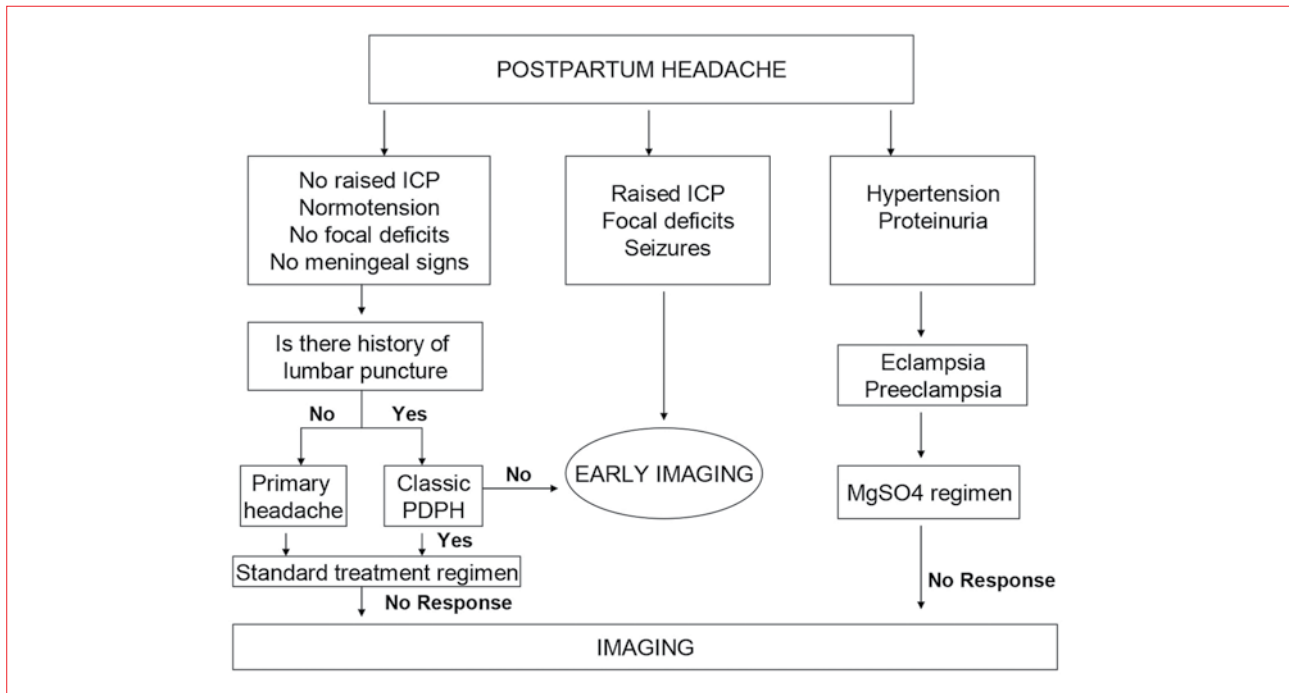 POSTPARTUM HEADACHE
No raised ICP
Normotension
No focal deficits
No meningeal signs
Raised ICP
Focal deficits
Seizures
Hypertension
Proteinuria
Is there history of
lumbar puncture
Eclampsia
Preeclampsia
No
Yes
Primary
headache
Classic
PDPH
No
EARLY IMAGING
MgSO4 regimen
Yes
Standard treatment regimen
No Response
No Response
IMAGING